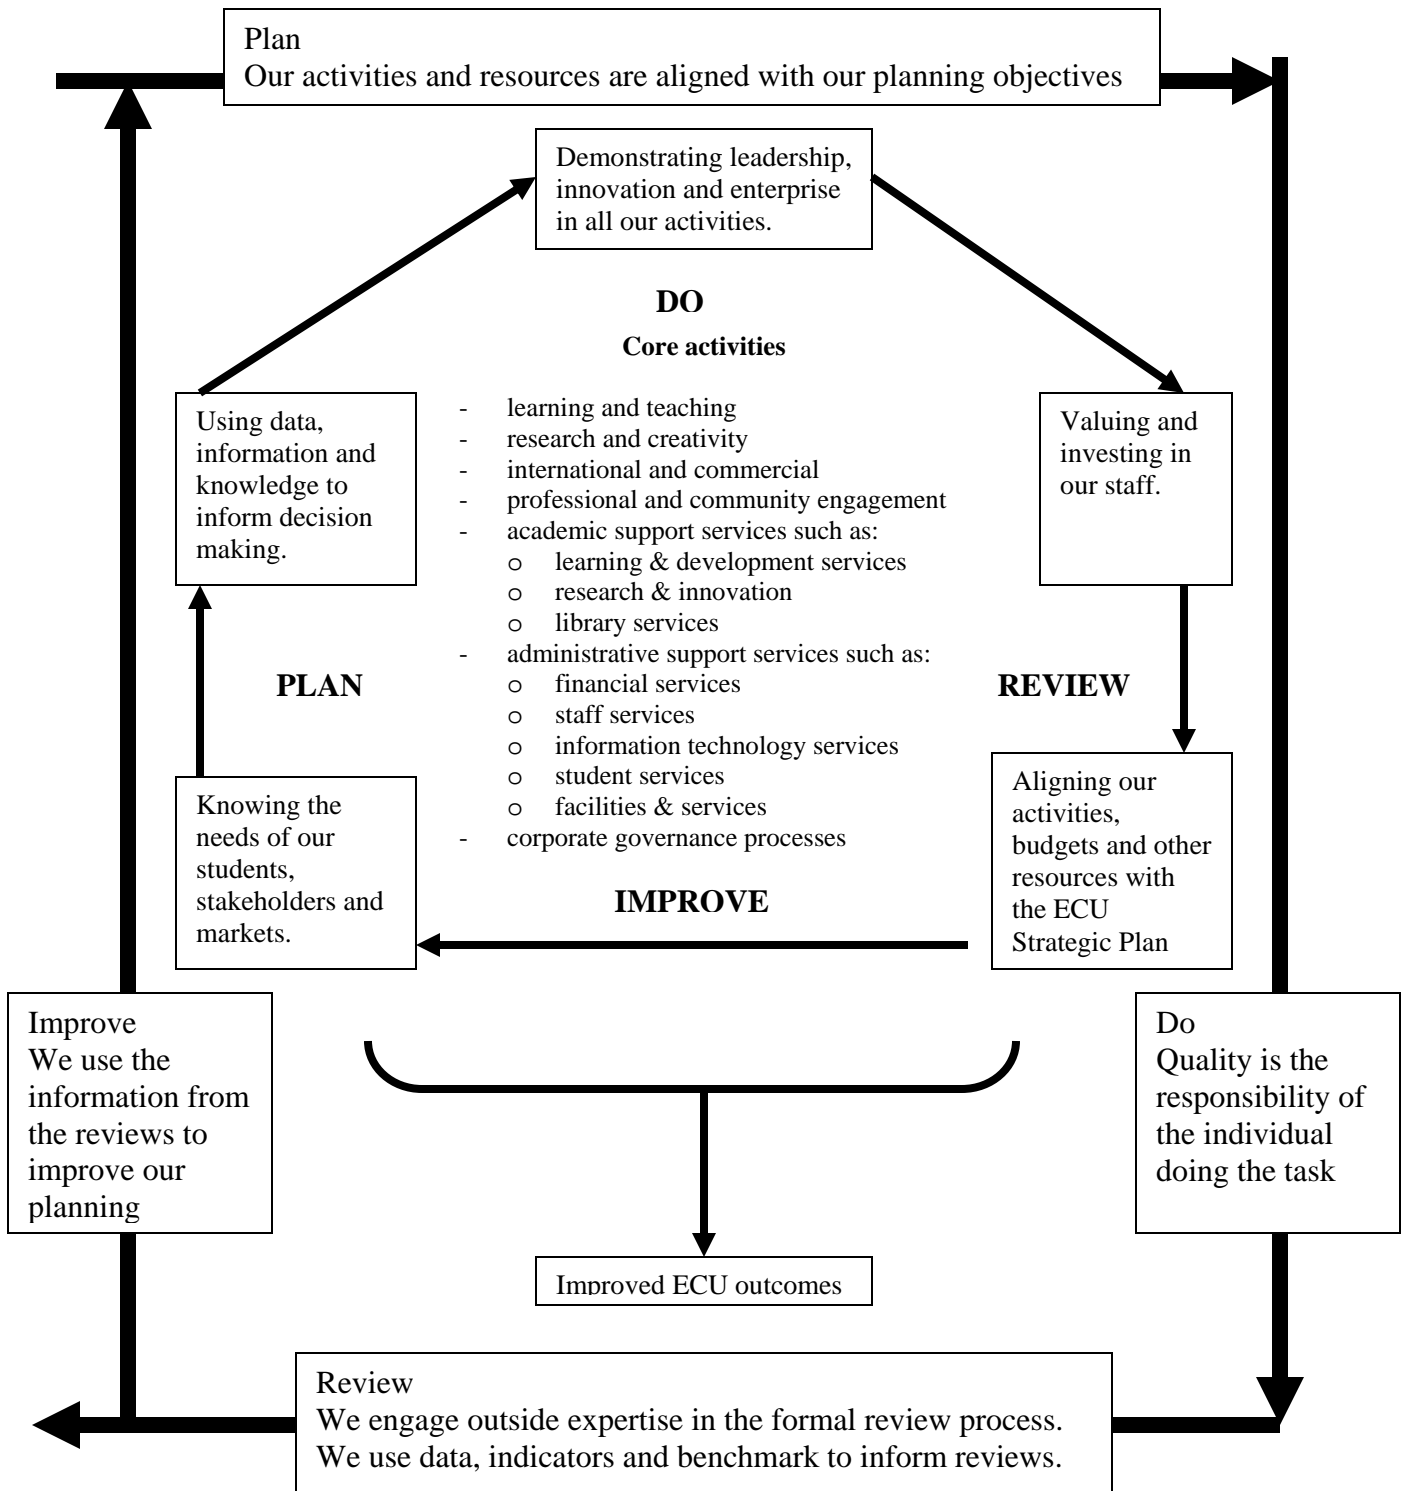 Plan
Our activities and resources are aligned with our planning objectives
Demonstrating leadership,
innovation and enterprise
in all our activities.
DO
Core activities
Using data,
information and
knowledge to
inform decision
making.
- learning and teaching
- research and creativity
- international and commercial
- professional and community engagement
- academic support services such as:
o learning & development services
o research & innovation
o library services
- administrative support services such as:
o financial services
o staff services
o information technology services
o student services
o facilities & services
- corporate governance processes
Valuing and
investing in
our staff.
PLAN
REVIEW
Knowing the
needs of our
students,
stakeholders and
markets.
IMPROVE
Aligning our
activities,
budgets and other
resources with
the ECU
Strategic Plan
Improve
We use the
information from
the reviews to
improve our
planning
Do
Quality is the
responsibility of
the individual
doing the task
Improved ECU outcomes
Review
We engage outside expertise in the formal review process.
We use data, indicators and benchmark to inform reviews.